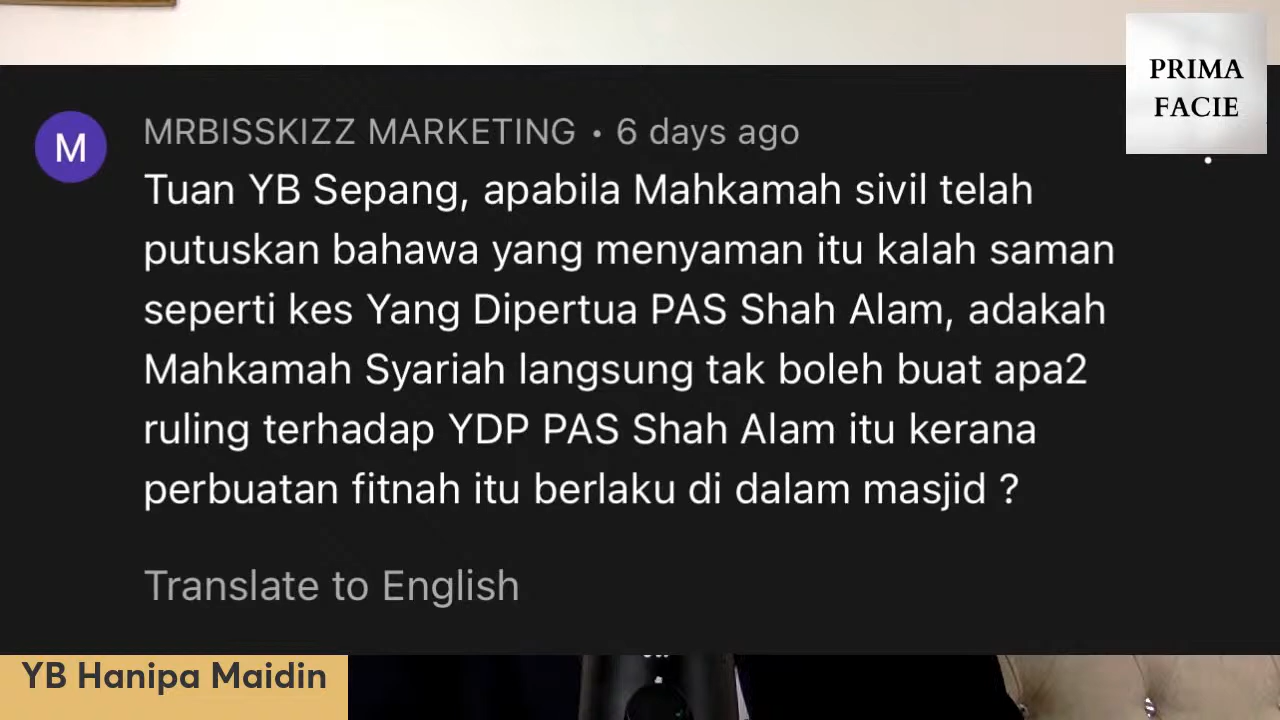 PRIMA
FACIE
M
MRBISSKIZZ MARKETING • 6 days ago
Tuan YB Sepang, apabila Mahkamah sivil telah
putuskan bahawa yang menyaman itu kalah saman
seperti kes Yang Dipertua PAS Shah Alam, adakah
Mahkamah Syariah langsung tak boleh buat apa2
ruling terhadap YDP PAS Shah Alam itu kerana
perbuatan fitnah itu berlaku di dalam masjid ?
Translate to English
YB Hanipa Maidin